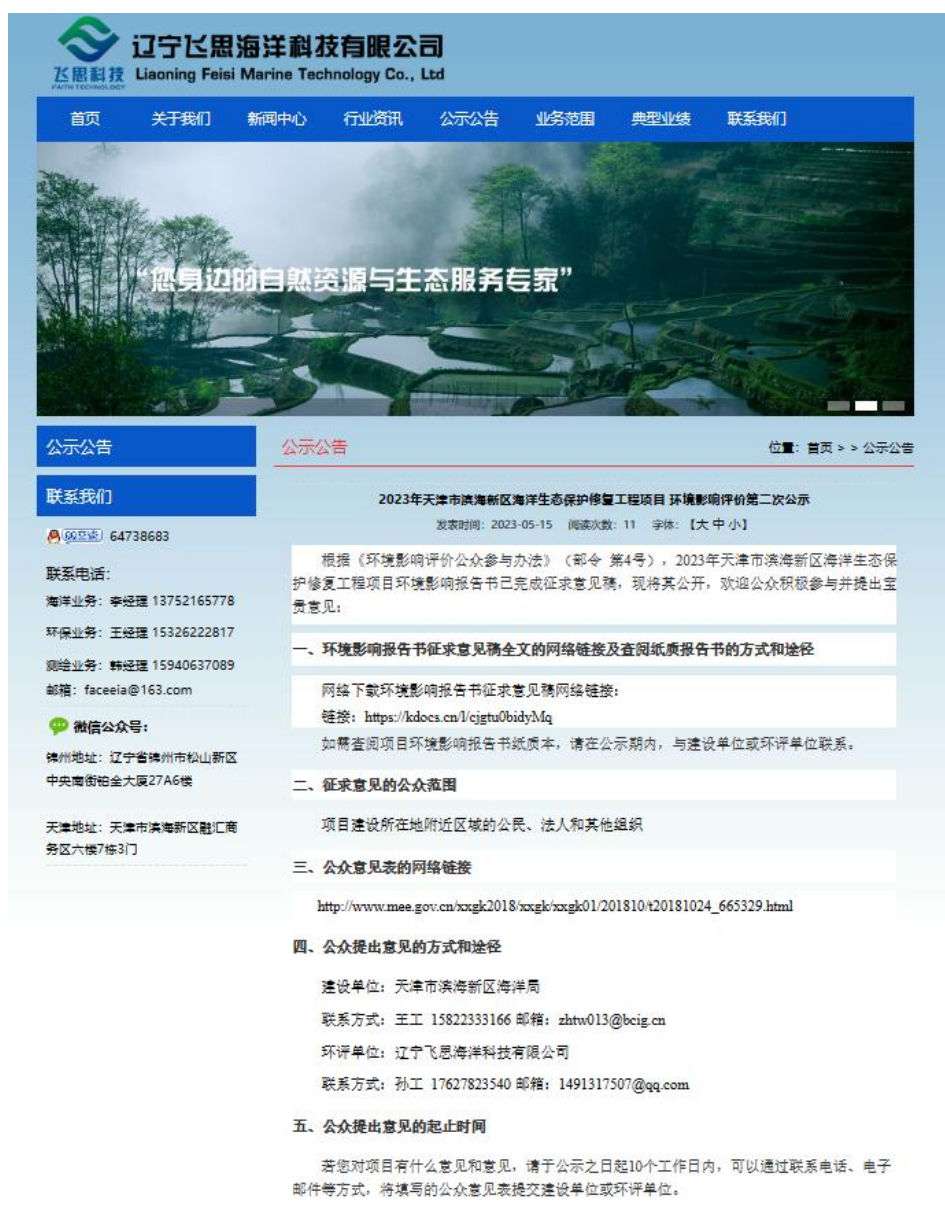 辽宁飞思海洋科技有限公司
飞思科技
FAITH TECHNOLOGY
Liaoning Feisi Marine Technology Co., Ltd
首页 关于我们 新闻中心 行业资讯 公示公告 业务范围 典型业绩 联系我们
“您身边的自然资源与生态服务专家”
公示公告
联系我们
QQ交谈 64738683
联系电话：
海洋业务：李经理 13752165778
环保业务：王经理 15326222817
测绘业务：韩经理 15940637089
邮箱：faceeia@163.com
微信公众号：
锦州地址：辽宁省锦州市松山新区
中央南街铂金大厦27A6楼
天津地址：天津市滨海新区融汇商
务区六楼7栋3门
公示公告
位置：首页 > > 公示公告
2023年天津市滨海新区海洋生态保护修复工程项目 环境影响评价第二次公示
发表时间：2023-05-15 阅读次数：11 字体：【大 中 小】
根据《环境影响评价公众参与办法》（部令 第4号），2023年天津市滨海新区海洋生态保
护修复工程项目环境影响报告书已完成征求意见稿，现将其公开，欢迎公众积极参与并提出宝
贵意见：
一、环境影响报告书征求意见稿全文的网络链接及查阅纸质报告书的方式和途径
网络下载环境影响报告书征求意见稿网络链接：
链接：https://kdocs.cn/l/cjgtu0bidyMq
如需查阅项目环境影响报告书纸质本，请在公示期内，与建设单位或环评单位联系。
二、征求意见的公众范围
项目建设所在地附近区域的公民、法人和其他组织
三、公众意见表的网络链接
http://www.mee.gov.cn/xxgk2018/xxgk/xxgk01/201810/t20181024_665329.html
四、公众提出意见的方式和途径
建设单位：天津市滨海新区海洋局
联系方式：王工 15822333166 邮箱：zhtw013@bcig.cn
环评单位：辽宁飞思海洋科技有限公司
联系方式：孙工 17627823540 邮箱：1491317507@qq.com
五、公众提出意见的起止时间
若您对项目有什么意见和意见，请于公示之日起10个工作日内，可以通过联系电话、电子
邮件等方式，将填写的公众意见表提交建设单位或环评单位。